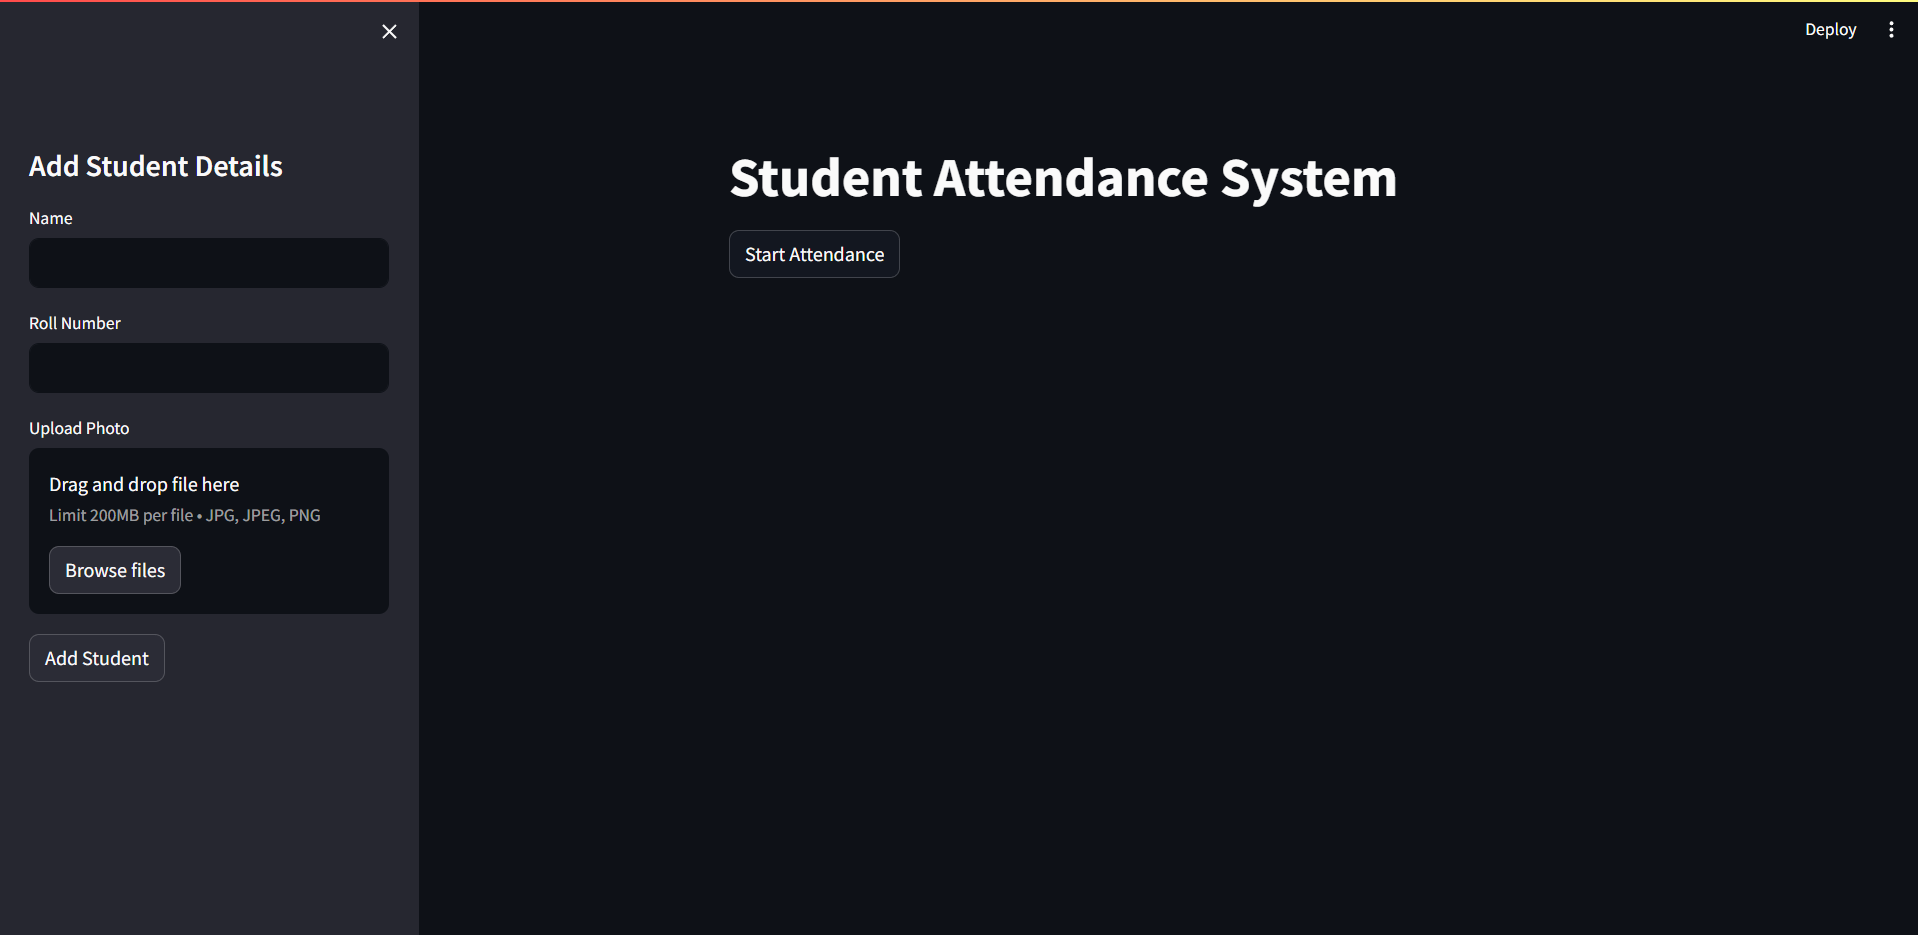 Deploy
Add Student Details
Name
Roll Number
Upload Photo
Drag and drop file here
Limit 200MB per file • JPG, JPEG, PNG
Browse files
Add Student
Student Attendance System
Start Attendance